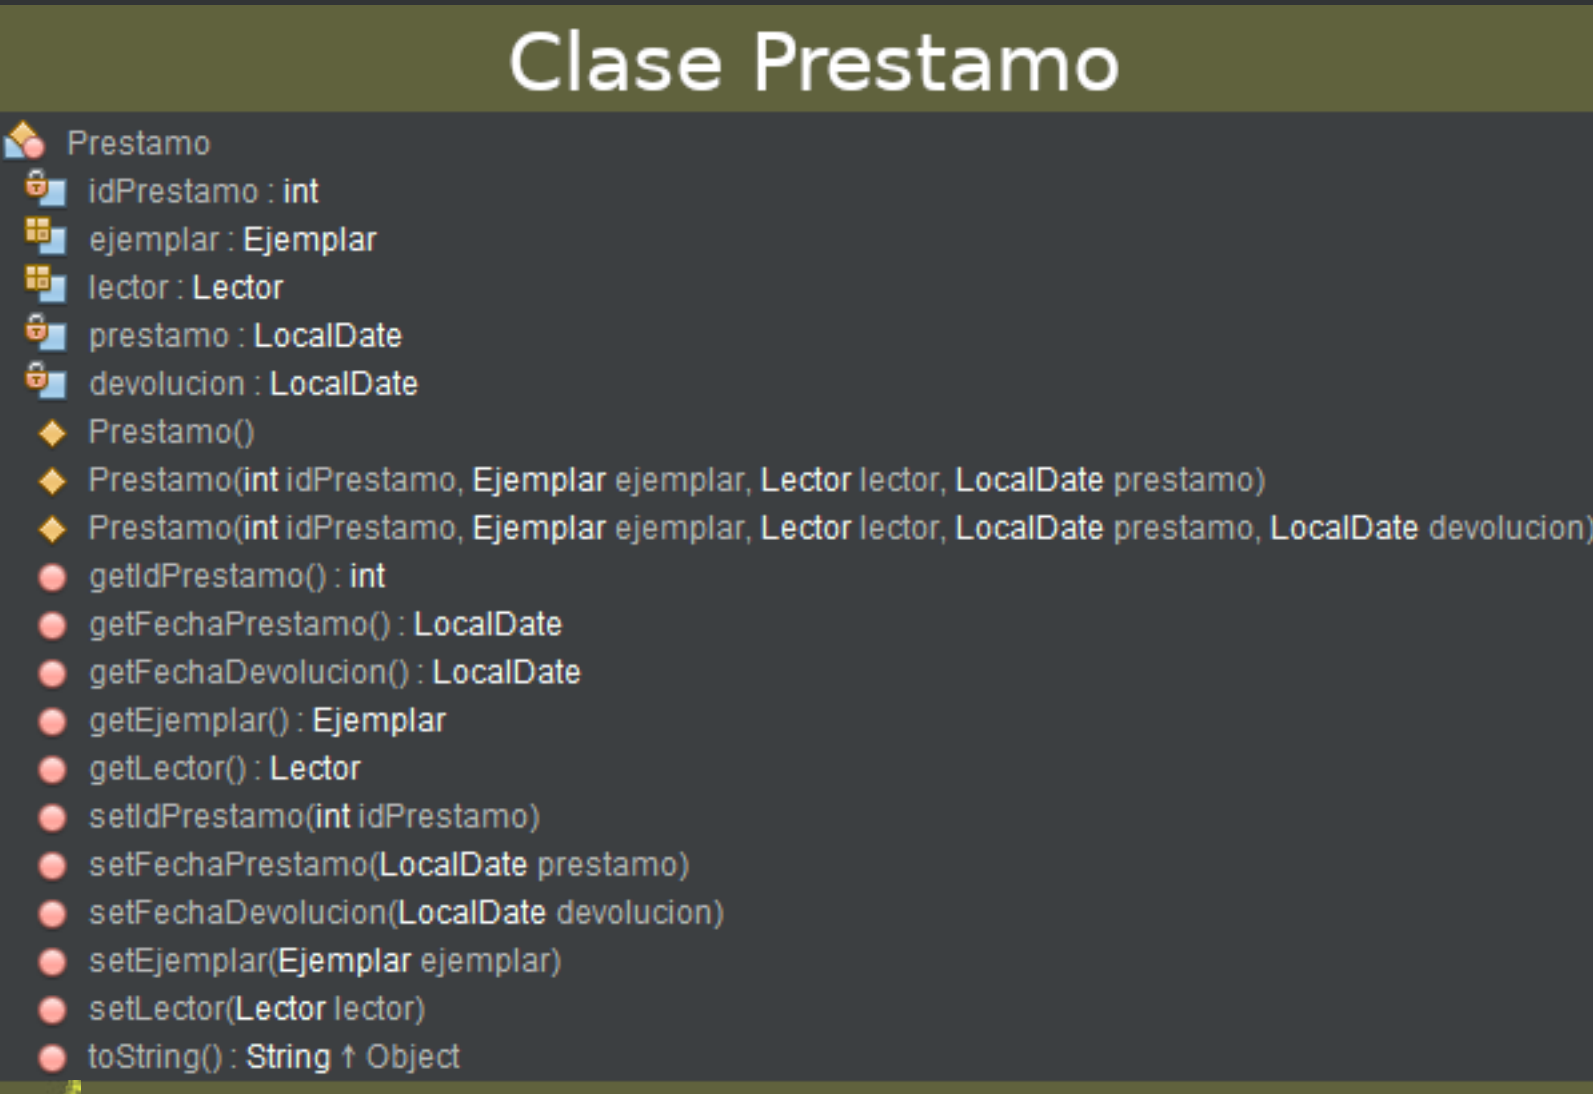 Clase Prestamo
Prestamo
idPrestamo : int
ejemplar : Ejemplar
lector : Lector
prestamo : LocalDate
devolucion : LocalDate
Prestamo()
Prestamo(int idPrestamo, Ejemplar ejemplar, Lector lector, LocalDate prestamo)
Prestamo(int idPrestamo, Ejemplar ejemplar, Lector lector, LocalDate prestamo, LocalDate devolucion)
getIdPrestamo() : int
getFechaPrestamo() : LocalDate
getFechaDevolucion() : LocalDate
getEjemplar() : Ejemplar
getLector() : Lector
setIdPrestamo(int idPrestamo)
setFechaPrestamo(LocalDate prestamo)
setFechaDevolucion(LocalDate devolucion)
setEjemplar(Ejemplar ejemplar)
setLector(Lector lector)
toString() : String ↑ Object